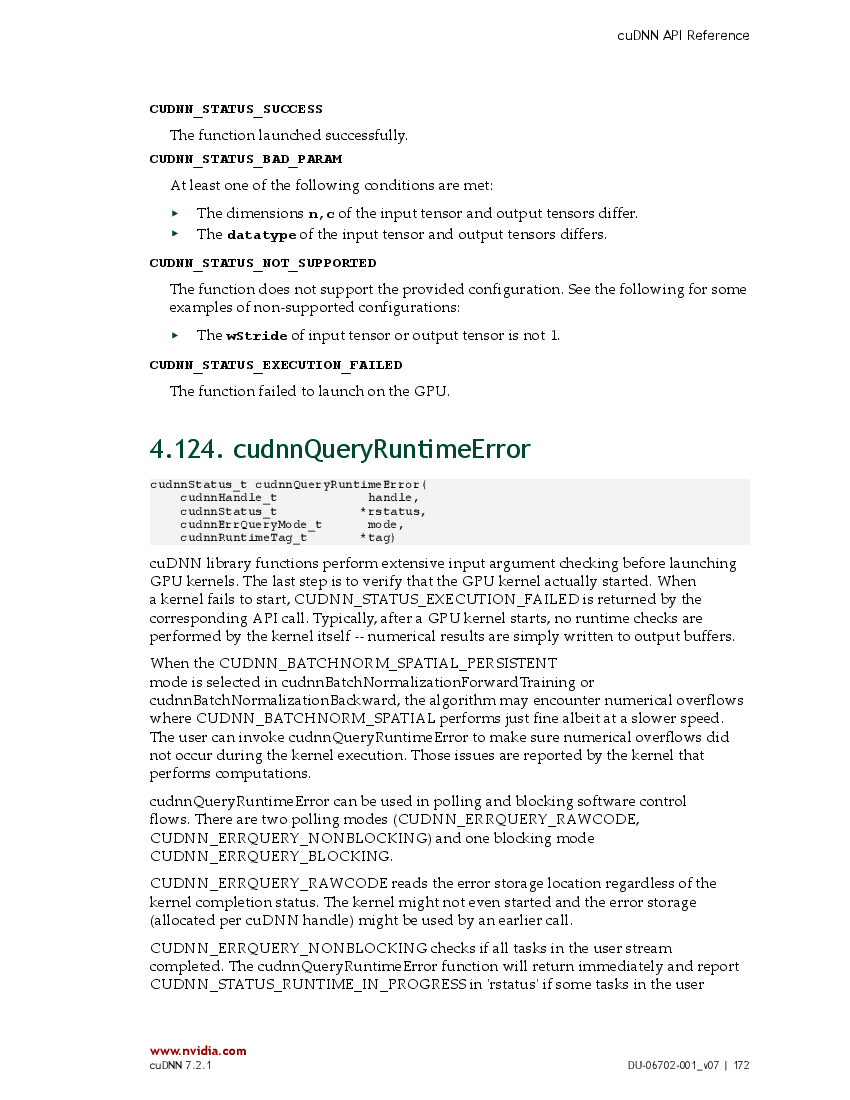 cuDNN API Reference
CUDNN_STATUS_SUCCESS
The function launched successfully.
CUDNN_STATUS_BAD_PARAM
At least one of the following conditions are met:
▸ The dimensions n,c of the input tensor and output tensors differ.
▸ The datatype of the input tensor and output tensors differs.
CUDNN_STATUS_NOT_SUPPORTED
The function does not support the provided configuration. See the following for some
examples of non-supported configurations:
▸ The wStride of input tensor or output tensor is not 1.
CUDNN_STATUS_EXECUTION_FAILED
The function failed to launch on the GPU.
4.124. cudnnQueryRuntimeError
cudnnStatus_t cudnnQueryRuntimeError(
cudnnHandle_t handle,
cudnnStatus_t *rstatus,
cudnnErrQueryMode_t mode,
cudnnRuntimeTag_t *tag)
cuDNN library functions perform extensive input argument checking before launching
GPU kernels. The last step is to verify that the GPU kernel actually started. When
a kernel fails to start, CUDNN_STATUS_EXECUTION_FAILED is returned by the
corresponding API call. Typically, after a GPU kernel starts, no runtime checks are
performed by the kernel itself -- numerical results are simply written to output buffers.
When the CUDNN_BATCHNORM_SPATIAL_PERSISTENT
mode is selected in cudnnBatchNormalizationForwardTraining or
cudnnBatchNormalizationBackward, the algorithm may encounter numerical overflows
where CUDNN_BATCHNORM_SPATIAL performs just fine albeit at a slower speed.
The user can invoke cudnnQueryRuntimeError to make sure numerical overflows did
not occur during the kernel execution. Those issues are reported by the kernel that
performs computations.
cudnnQueryRuntimeError can be used in polling and blocking software control
flows. There are two polling modes (CUDNN_ERRQUERY_RAWCODE,
CUDNN_ERRQUERY_NONBLOCKING) and one blocking mode
CUDNN_ERRQUERY_BLOCKING.
CUDNN_ERRQUERY_RAWCODE reads the error storage location regardless of the
kernel completion status. The kernel might not even started and the error storage
(allocated per cuDNN handle) might be used by an earlier call.
CUDNN_ERRQUERY_NONBLOCKING checks if all tasks in the user stream
completed. The cudnnQueryRuntimeError function will return immediately and report
CUDNN_STATUS_RUNTIME_IN_PROGRESS in 'rstatus' if some tasks in the user
www.nvidia.com
cuDNN 7.2.1 DU-06702-001_v07 | 172